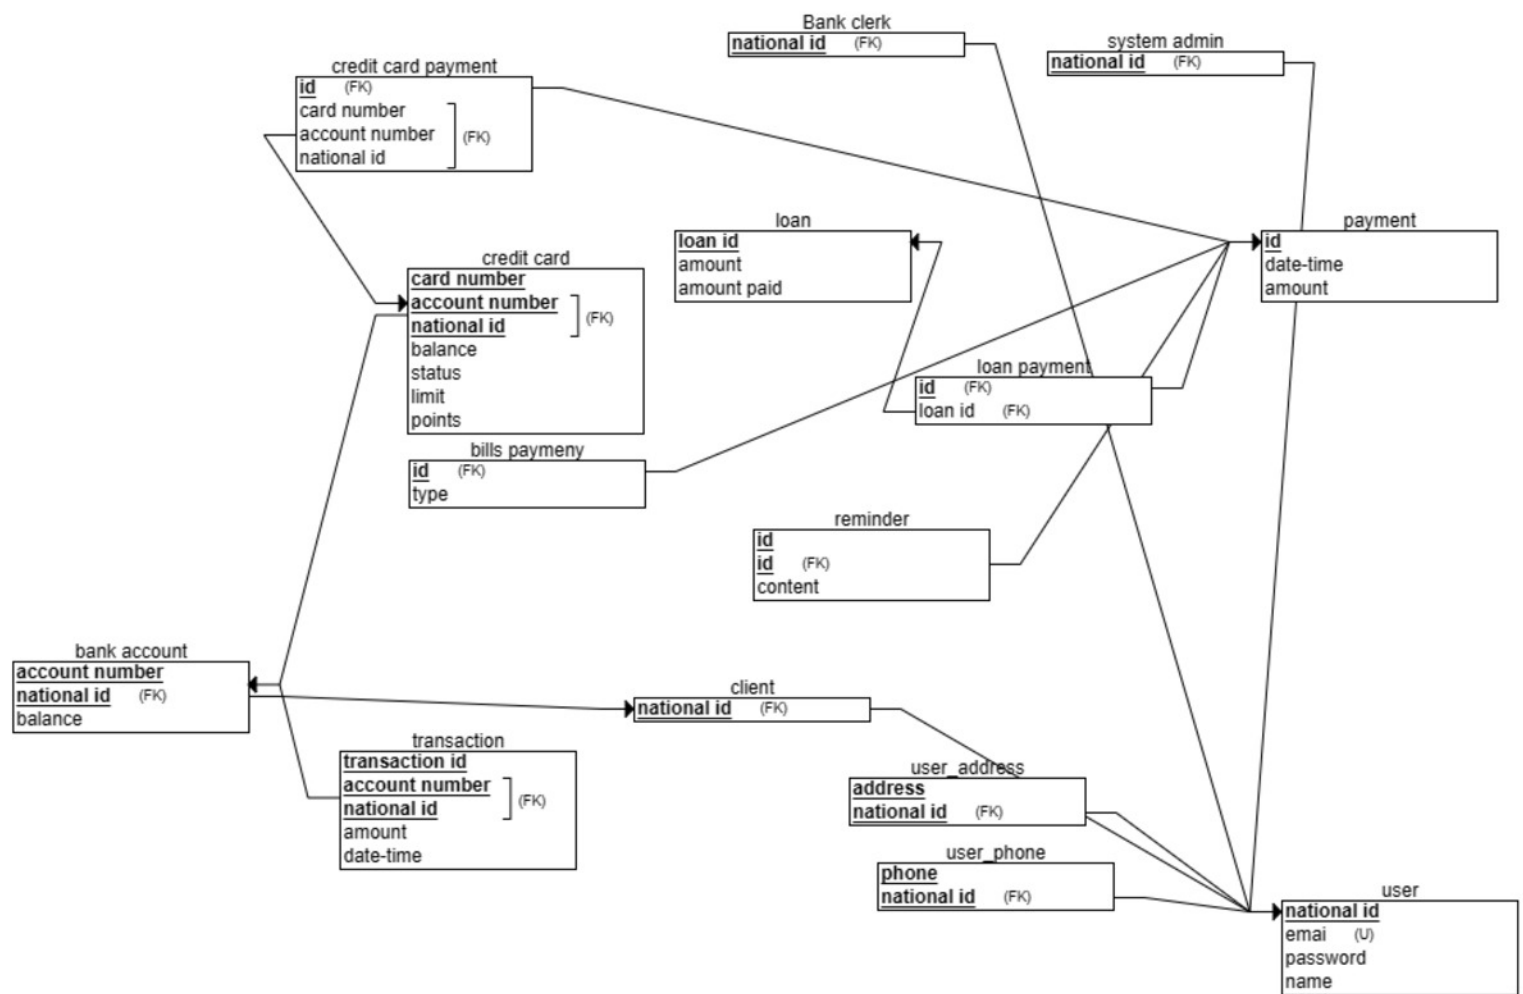 Bank clerk
national id (FK)
system admin
national id (FK)
credit card payment
id (FK)
card number
account number
(FK)
national id
loan
loan id
amount
amount paid
payment
id
date-time
amount
credit card
card number
account number
(FK)
national id
balance
status
limit
points
loan payment
id (FK)
loan id (FK)
bills paymeny
id (FK)
type
reminder
id
id (FK)
content
bank account
account number
national id (FK)
balance
client
national id (FK)
transaction
transaction id
account number
(FK)
national id
amount
date-time
user_address
address
national id (FK)
user_phone
phone
national id (FK)
user
national id
emai (U)
password
name